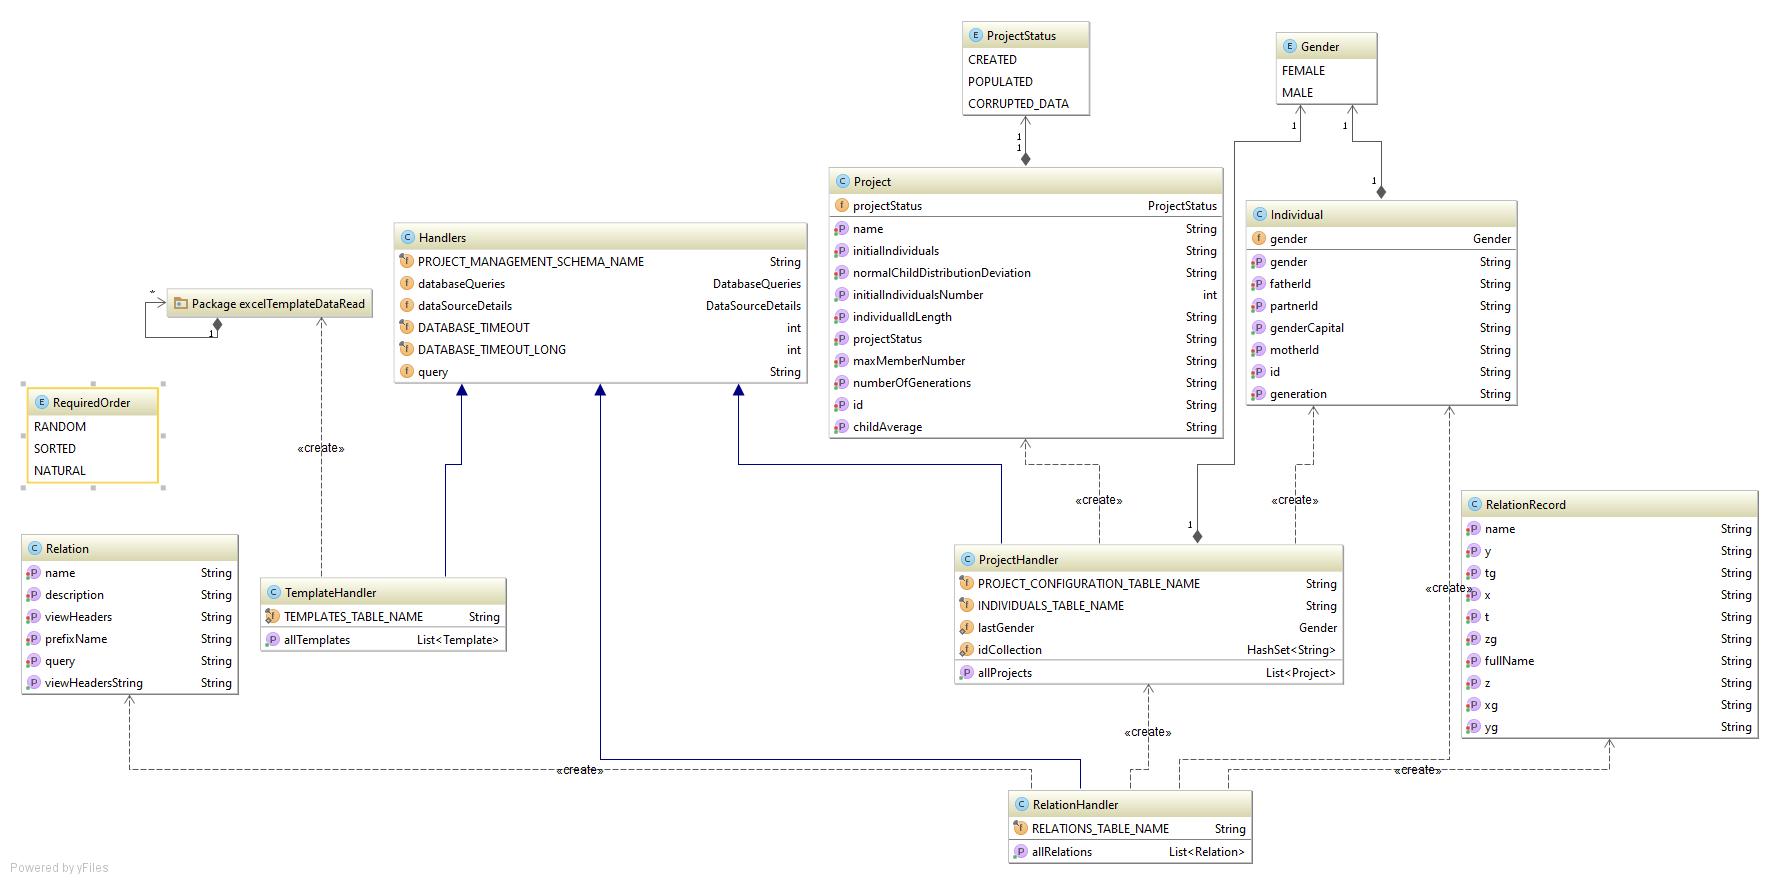 E ProjectStatus
CREATED
POPULATED
CORRUPTED_DATA
1
1
E Gender
FEMALE
MALE
1
1
1
C Project
f projectStatus ProjectStatus
P name String
P initialIndividuals String
P normalChildDistributionDeviation String
P initialIndividualsNumber int
P individualIdLength String
P projectStatus String
P maxMemberNumber String
P numberOfGenerations String
P id String
P childAverage String
C Individual
f gender Gender
P gender String
P fatherId String
P partnerId String
P genderCapital String
P motherId String
P id String
P generation String
C Handlers
f PROJECT_MANAGEMENT_SCHEMA_NAME String
f databaseQueries DatabaseQueries
f dataSourceDetails DataSourceDetails
f DATABASE_TIMEOUT int
f DATABASE_TIMEOUT_LONG int
f query String
*
Package excelTemplateDataRead
1
E RequiredOrder
RANDOM
SORTED
NATURAL
«create»
«create»
«create»
1
C Relation
P name String
P description String
P viewHeaders String
P prefixName String
P query String
P viewHeadersString String
C TemplateHandler
f TEMPLATES_TABLE_NAME String
P allTemplates List<Template>
C ProjectHandler
f PROJECT_CONFIGURATION_TABLE_NAME String
f INDIVIDUALS_TABLE_NAME String
f lastGender Gender
f idCollection HashSet<String>
P allProjects List<Project>
«create»
C RelationRecord
P name String
P y String
P tg String
P x String
P t String
P zg String
P fullName String
P z String
P xg String
P yg String
«create»
«create»
«create»
C RelationHandler
f RELATIONS_TABLE_NAME String
P allRelations List<Relation>
Powered by yFiles